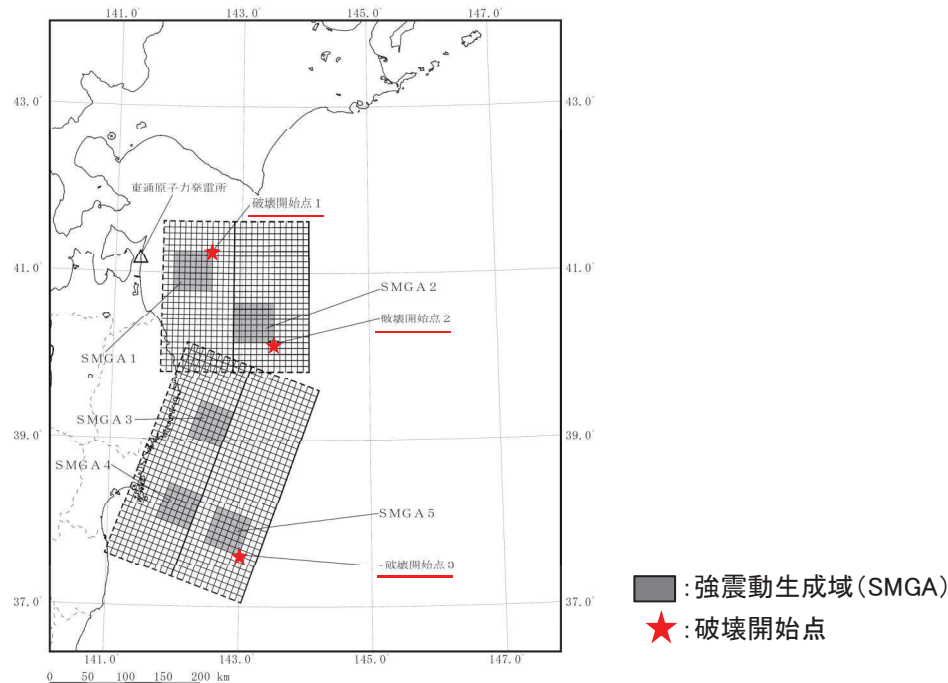 141.0°
143.0°
145.0°
147.0°
43.0°
43.0°
東通原子力発電所
破壊開始点1
41.0°
41.0°
SMGA2
破壊開始点2
SMGA1
SMGA3
39.0°
39.0°
SMGA4
SMGA5
破壊開始点3
37.0°
37.0°
141.0°
143.0°
145.0°
147.0°
0 50 100 150 200 km
:強震動生成域(SMGA)
:破壊開始点